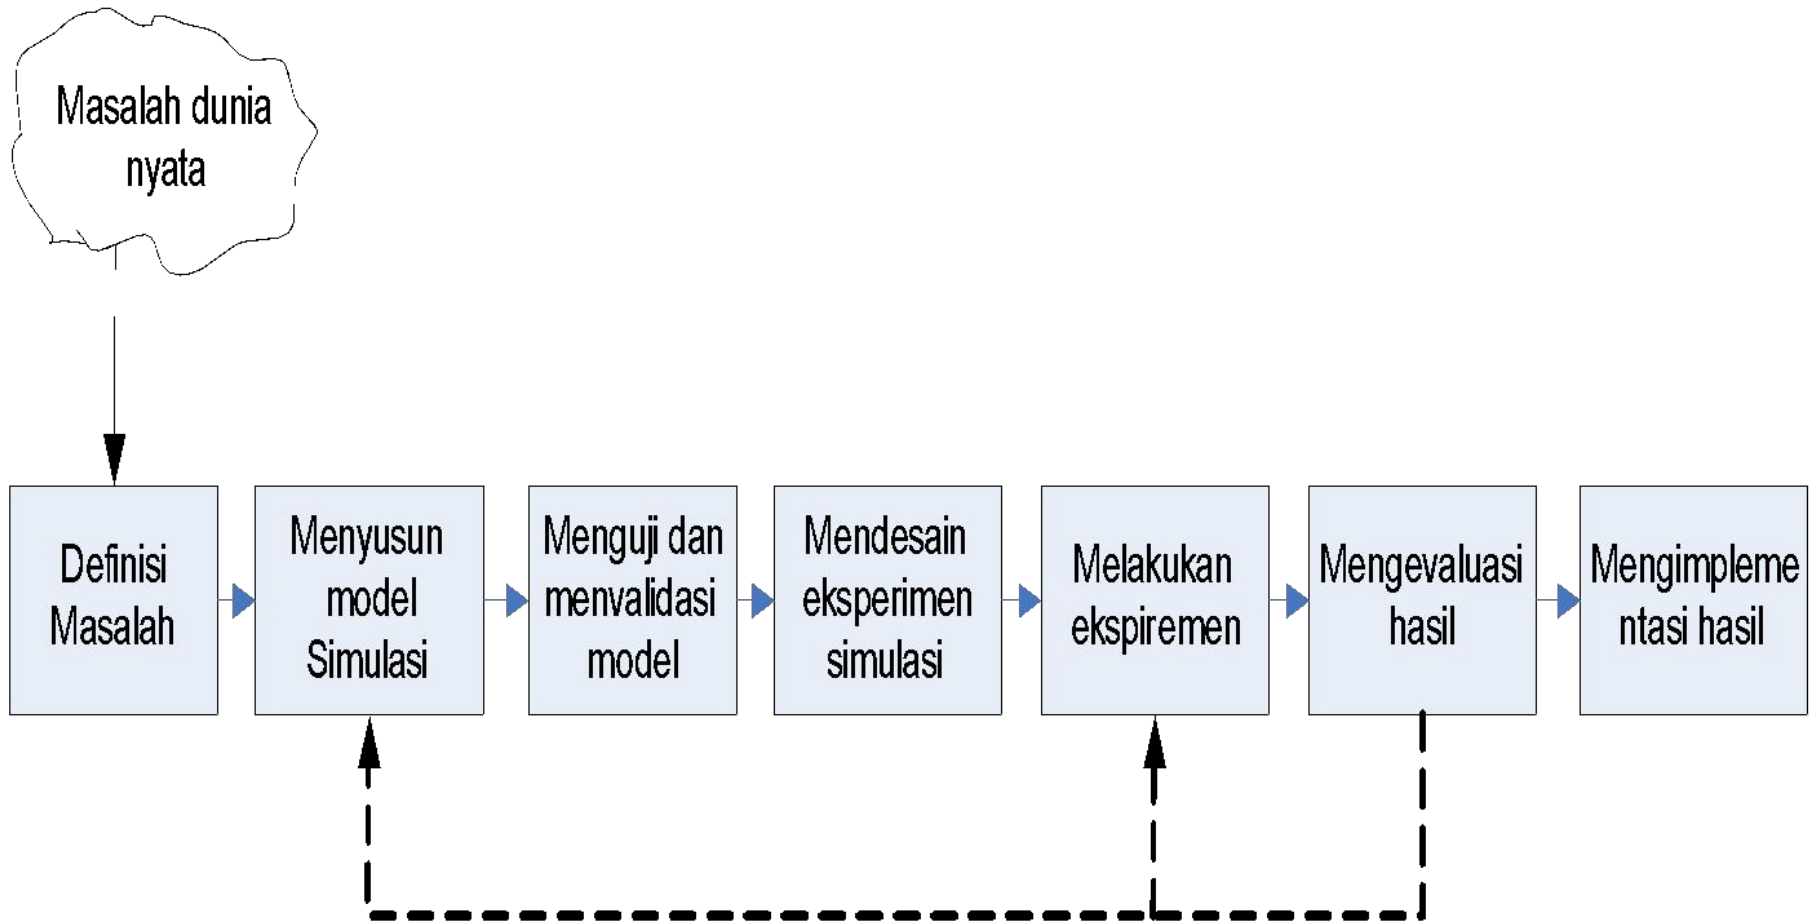 Masalah dunia
nyata
Definisi
Masalah
Menyusun
model
Simulasi
Menguji dan
menvalidasi
model
Mendesain
eksperimen
simulasi
Melakukan
ekspiremen
Mengevaluasi
hasil
Mengimpleme
ntasi hasil